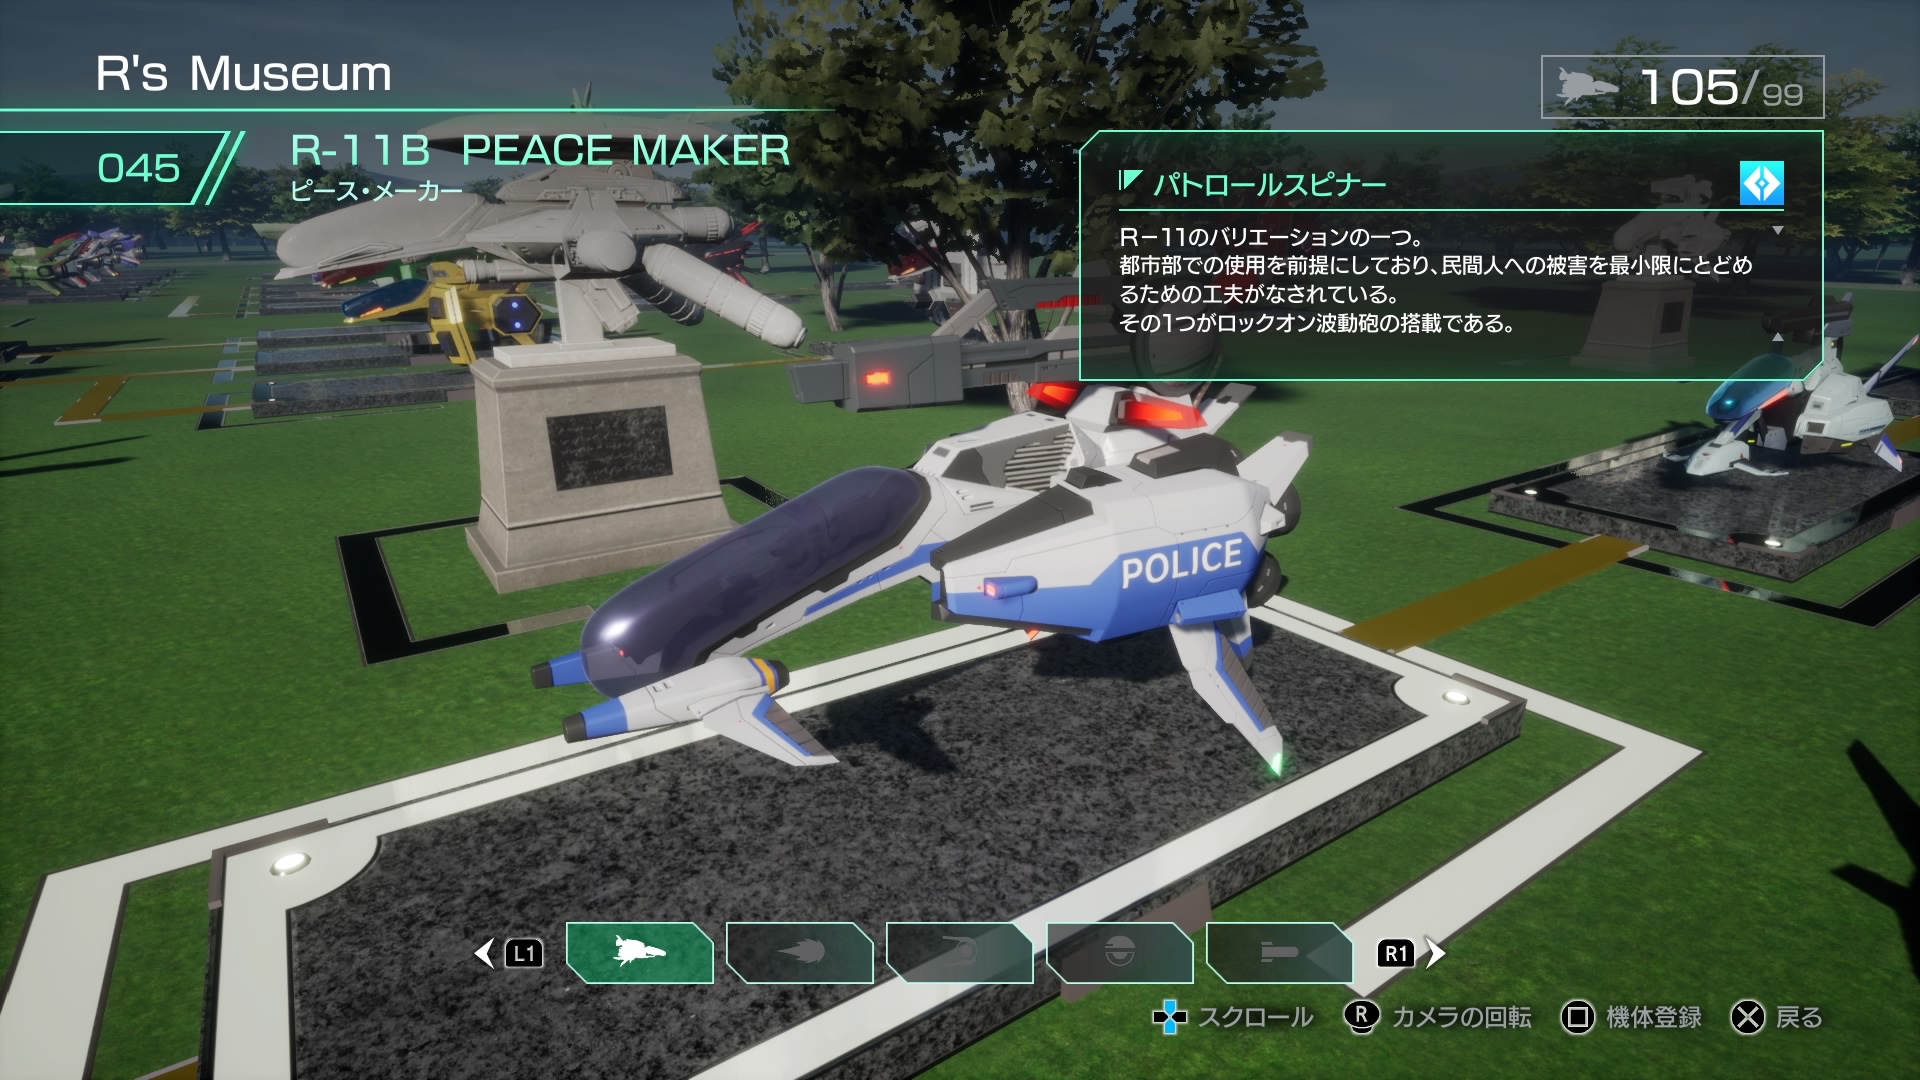 R's Museum
105/99
045
R-11B PEACE MAKER
ピース・メーカー
パトロールスピナー
R－11のバリエーションの一つ。
都市部での使用を前提にしており、民間人への被害を最小限にとどめ
るための工夫がなされている。
その1つがロックオン波動砲の搭載である。
POLICE
L1
R1
スクロール
R カメラの回転
機体登録
戻る